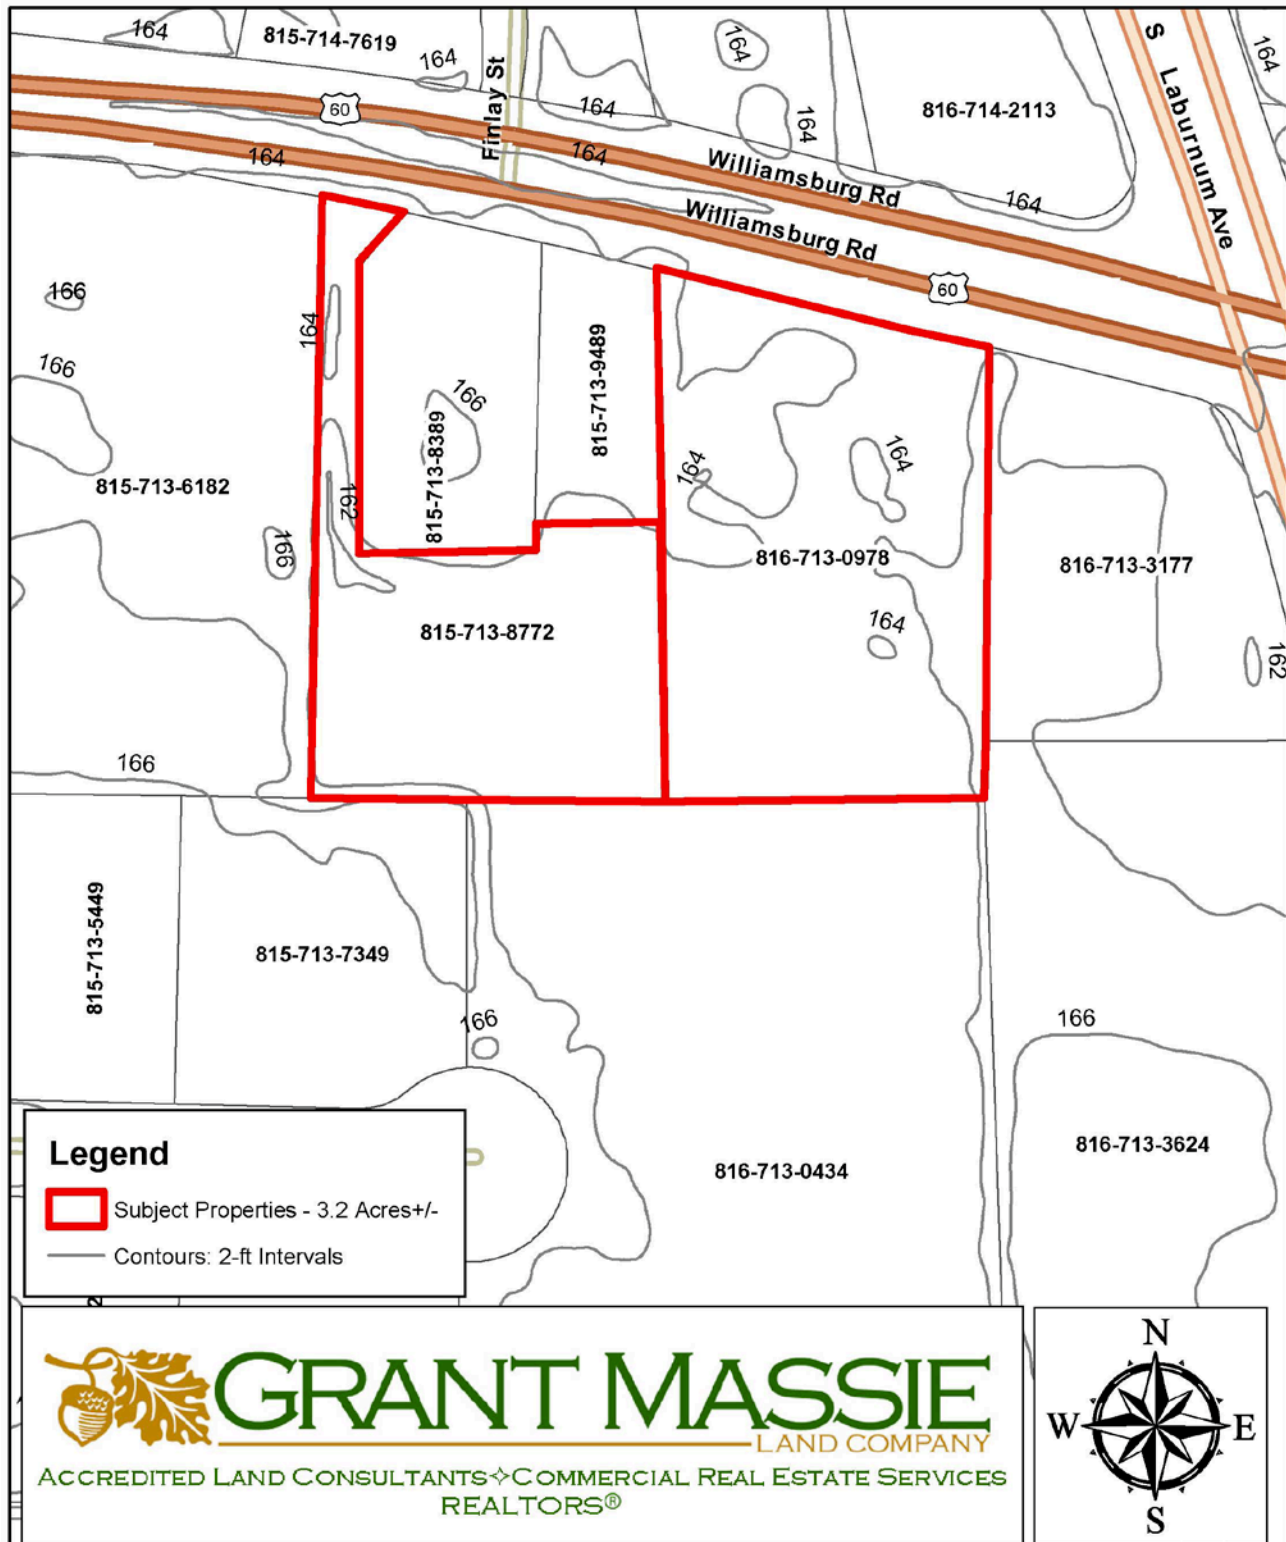 164
815-714-7619
164
Finlay St
164
164
164
816-714-2113
S Laburnum Ave
164
60
164
164
Williamsburg Rd
164
Williamsburg Rd
60
166
164
166
166
815-713-8389
815-713-9489
164
164
815-713-6182
162
166
816-713-0978
816-713-3177
815-713-8772
164
162
166
815-713-5449
815-713-7349
166
166
816-713-0434
816-713-3624
Legend
Subject Properties - 3.2 Acres+/-
Contours: 2-ft Intervals
GRANT MASSIE
LAND COMPANY
ACCREDITED LAND CONSULTANTS✧COMMERCIAL REAL ESTATE SERVICES
REALTORS®
N
W
E
S